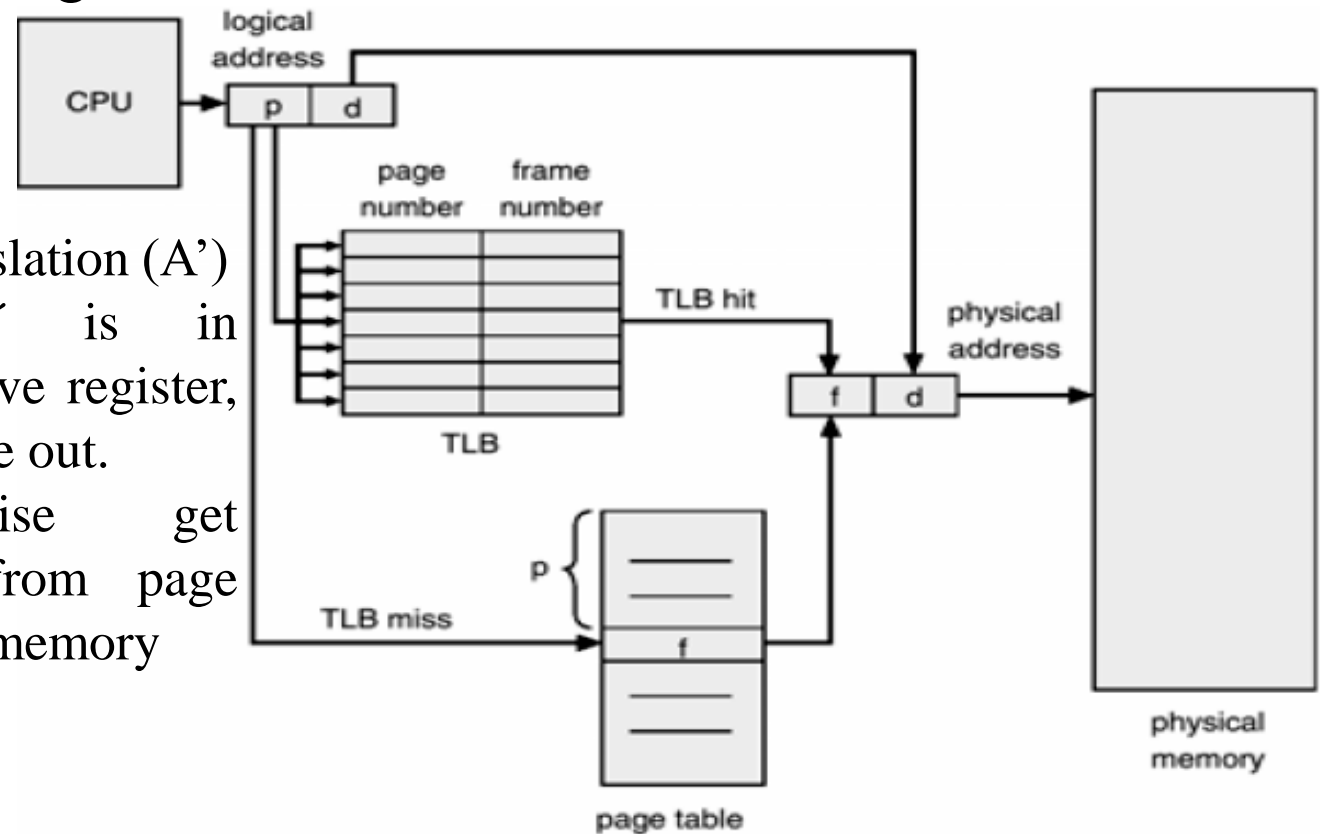 logical
address
CPU
p d
page
number
frame
number
slation (A’)
is in
ve register,
e out.
ise get
from page
memory
TLB hit
TLB
physical
address
f d
p
TLB miss
f
page table
physical
memory